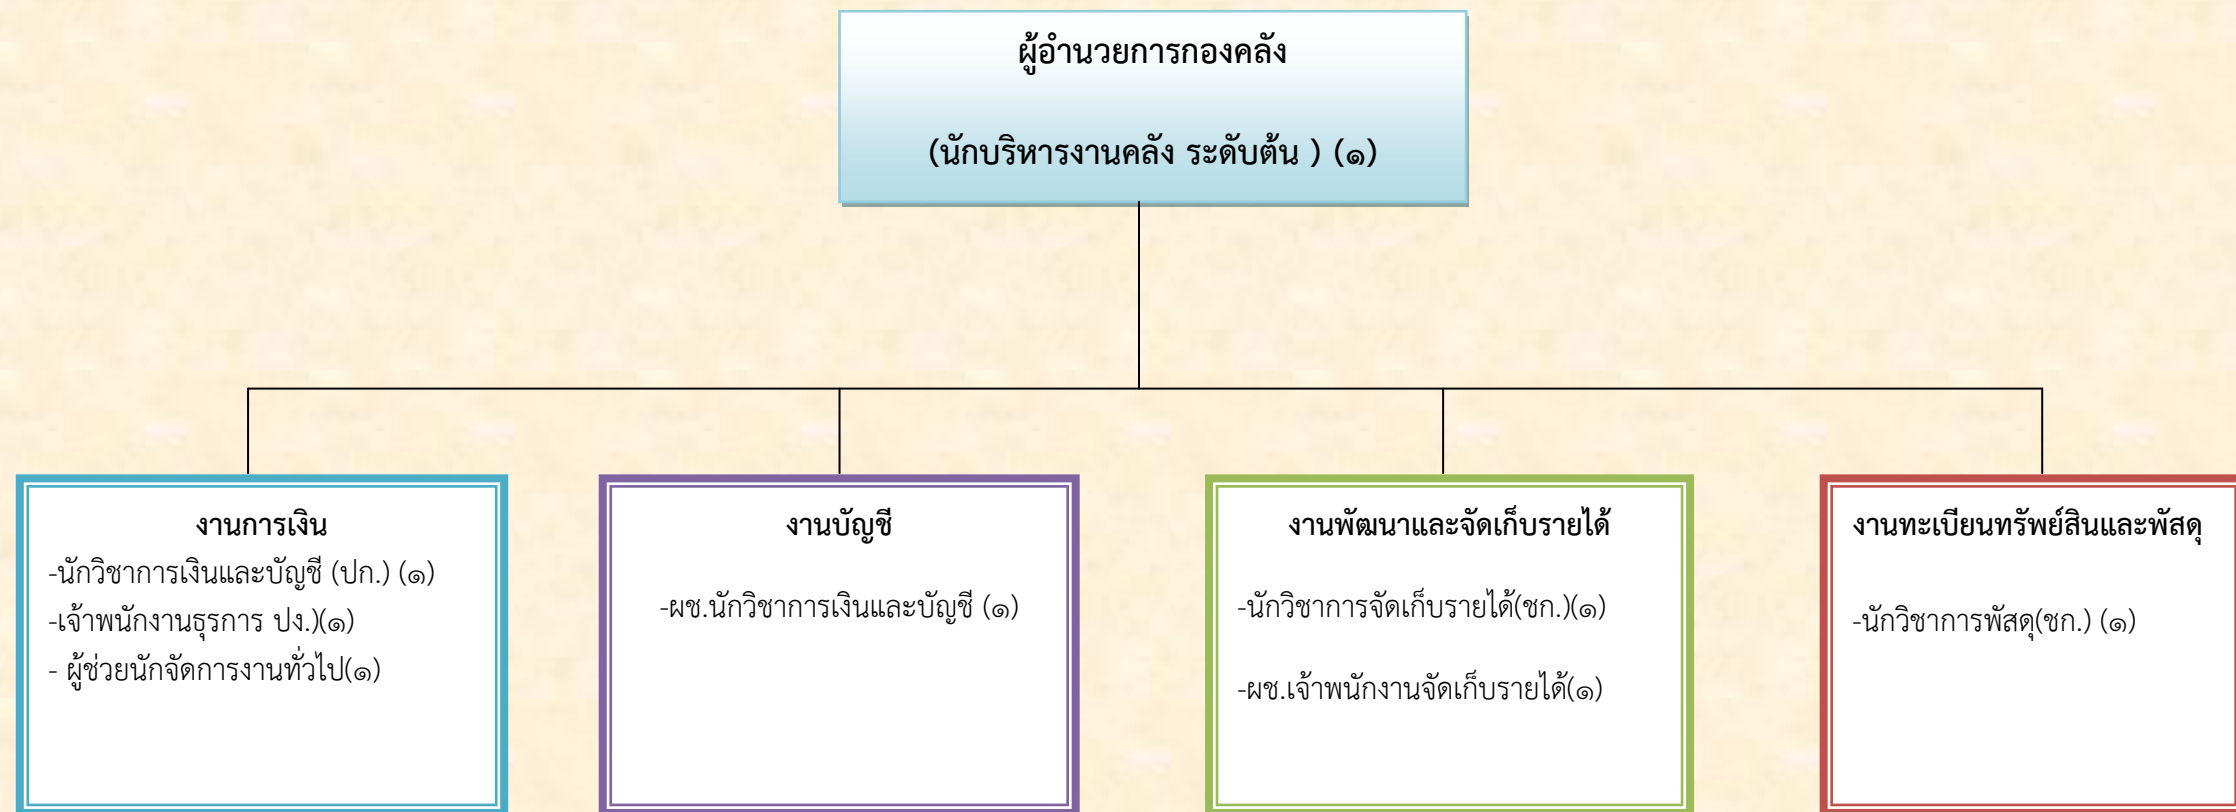 ผู้อำนวยการกองคลัง
(นักบริหารงานคลัง ระดับต้น ) (๑)
งานการเงิน
-นักวิชาการเงินและบัญชี (ปก.) (๑)
-เจ้าพนักงานธุรการ ปง.)(๑)
- ผู้ช่วยนักจัดการงานทั่วไป(๑)
งานบัญชี
-ผช.นักวิชาการเงินและบัญชี (๑)
งานพัฒนาและจัดเก็บรายได้
-นักวิชาการจัดเก็บรายได้(ชก.)(๑)
-ผช.เจ้าพนักงานจัดเก็บรายได้(๑)
งานทะเบียนทรัพย์สินและพัสดุ
-นักวิชาการพัสดุ(ชก.) (๑)